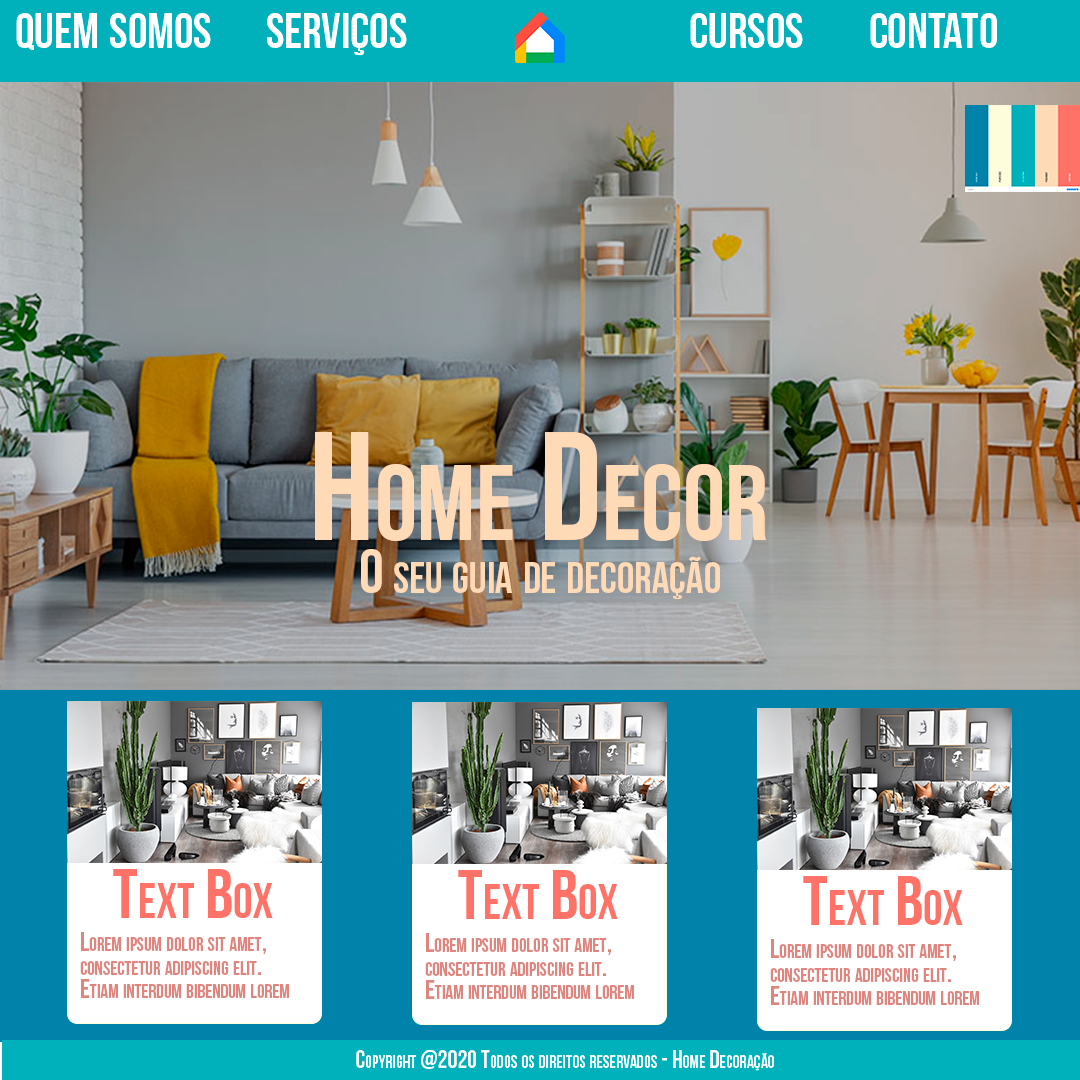 QUEM SOMOS SERVIÇOS CURSOS CONTATO
Home Decor
O seu guia de decoração
Text Box
Lorem ipsum dolor sit amet,
consectetur adipiscing elit.
Etiam interdum bibendum lorem
Text Box
Lorem ipsum dolor sit amet,
consectetur adipiscing elit.
Etiam interdum bibendum lorem
Text Box
Lorem ipsum dolor sit amet,
consectetur adipiscing elit.
Etiam interdum bibendum lorem
Copyright @2020 Todos os direitos reservados - Home Decoração